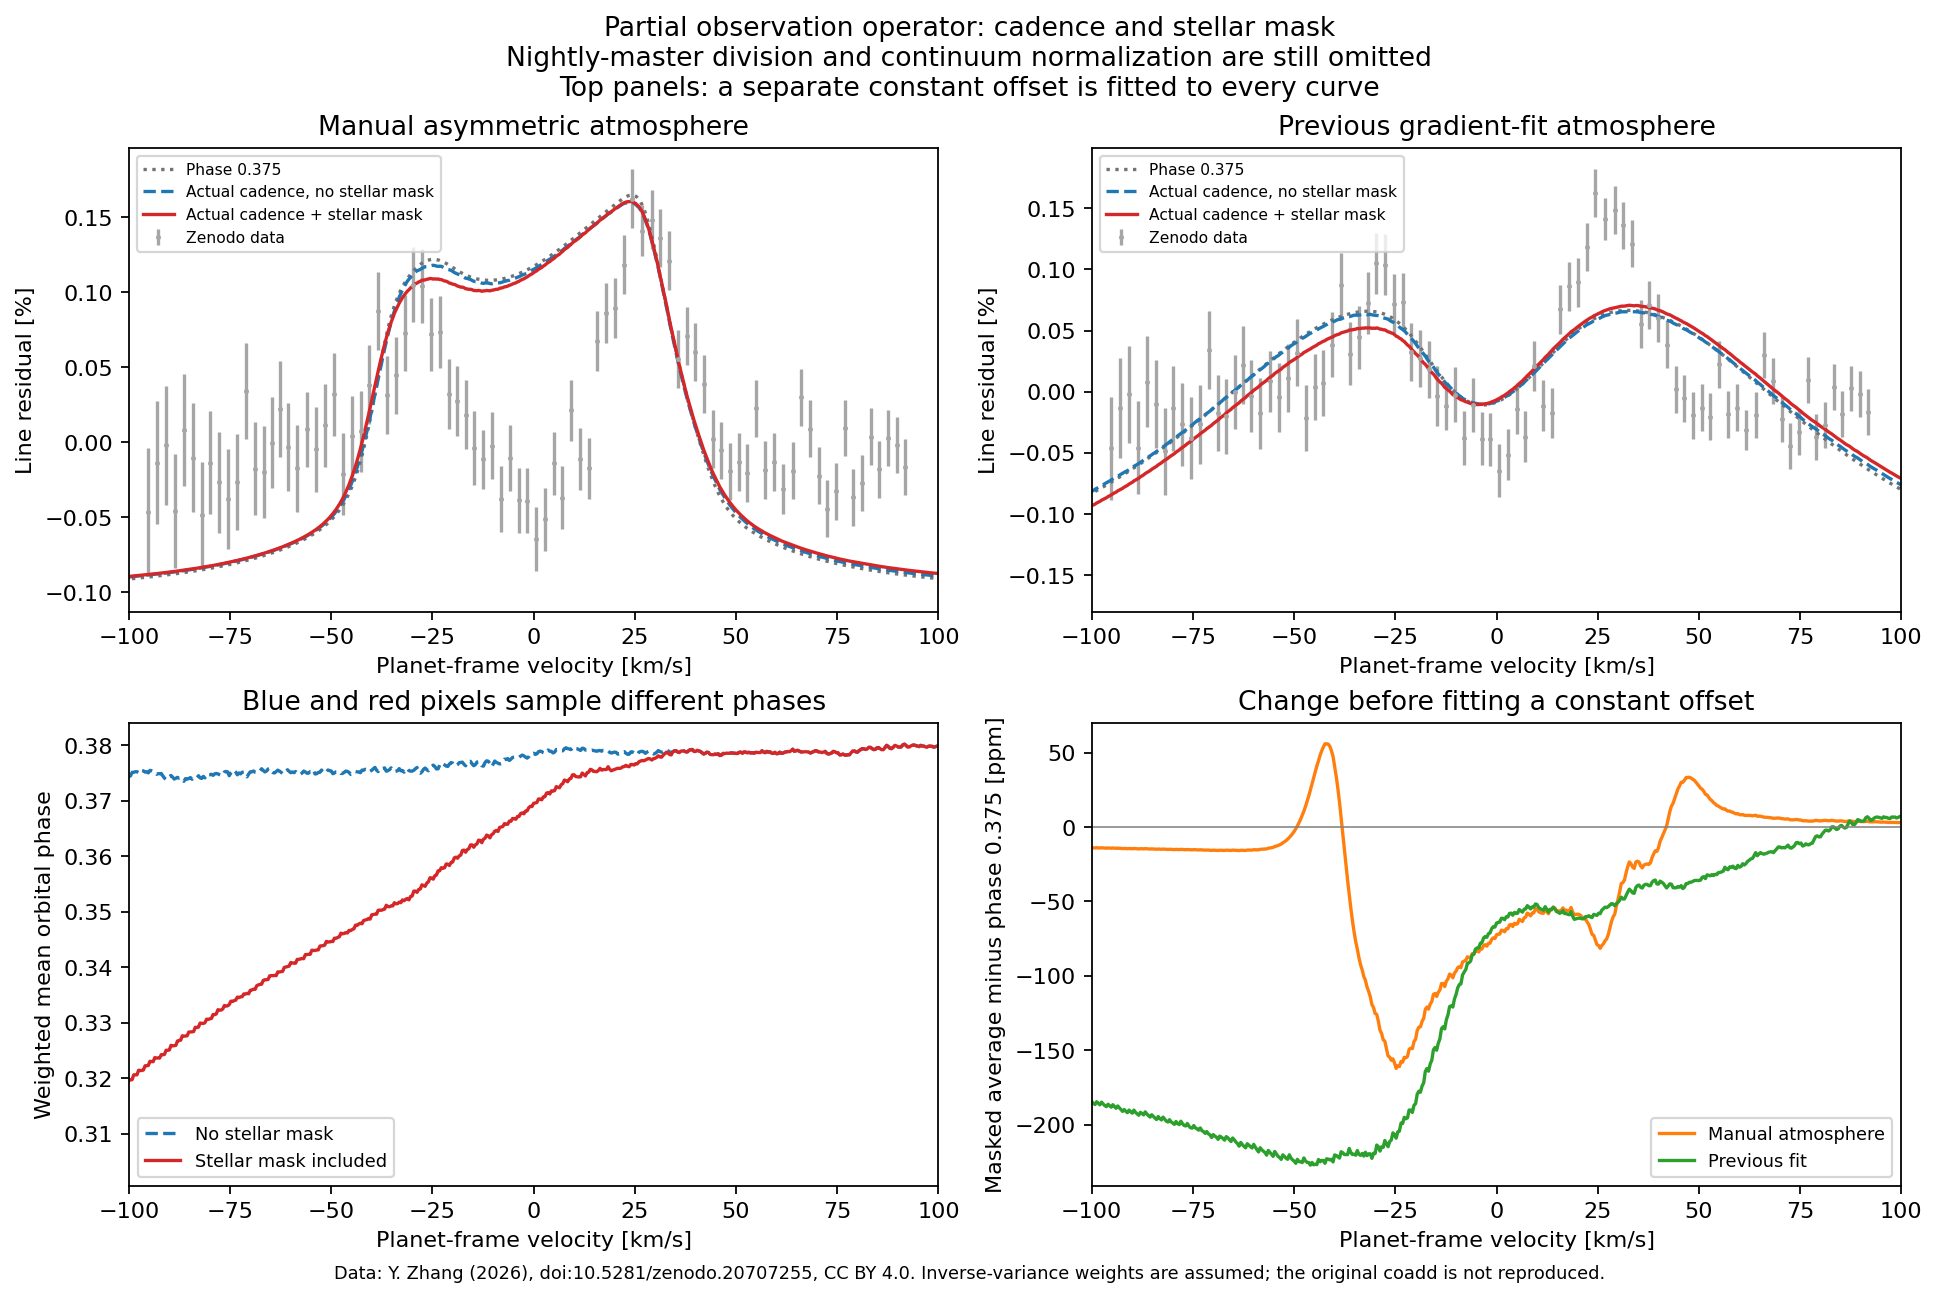 Partial observation operator: cadence and stellar mask
Nightly-master division and continuum normalization are still omitted
Top panels: a separate constant offset is fitted to every curve
Manual asymmetric atmosphere
Line residual [%]
0.15
0.10
0.05
0.00
−0.05
−0.10
Phase 0.375
Actual cadence, no stellar mask
Actual cadence + stellar mask
Zenodo data
−100 −75 −50 −25 0 25 50 75 100
Planet-frame velocity [km/s]
Previous gradient-fit atmosphere
Line residual [%]
0.15
0.10
0.05
0.00
−0.05
−0.10
−0.15
Phase 0.375
Actual cadence, no stellar mask
Actual cadence + stellar mask
Zenodo data
−100 −75 −50 −25 0 25 50 75 100
Planet-frame velocity [km/s]
Blue and red pixels sample different phases
Weighted mean orbital phase
0.38
0.37
0.36
0.35
0.34
0.33
0.32
0.31
No stellar mask
Stellar mask included
−100 −75 −50 −25 0 25 50 75 100
Planet-frame velocity [km/s]
Change before fitting a constant offset
Masked average minus phase 0.375 [ppm]
50
0
−50
−100
−150
−200
Manual atmosphere
Previous fit
−100 −75 −50 −25 0 25 50 75 100
Planet-frame velocity [km/s]
Data: Y. Zhang (2026), doi:10.5281/zenodo.20707255, CC BY 4.0. Inverse-variance weights are assumed; the original coadd is not reproduced.